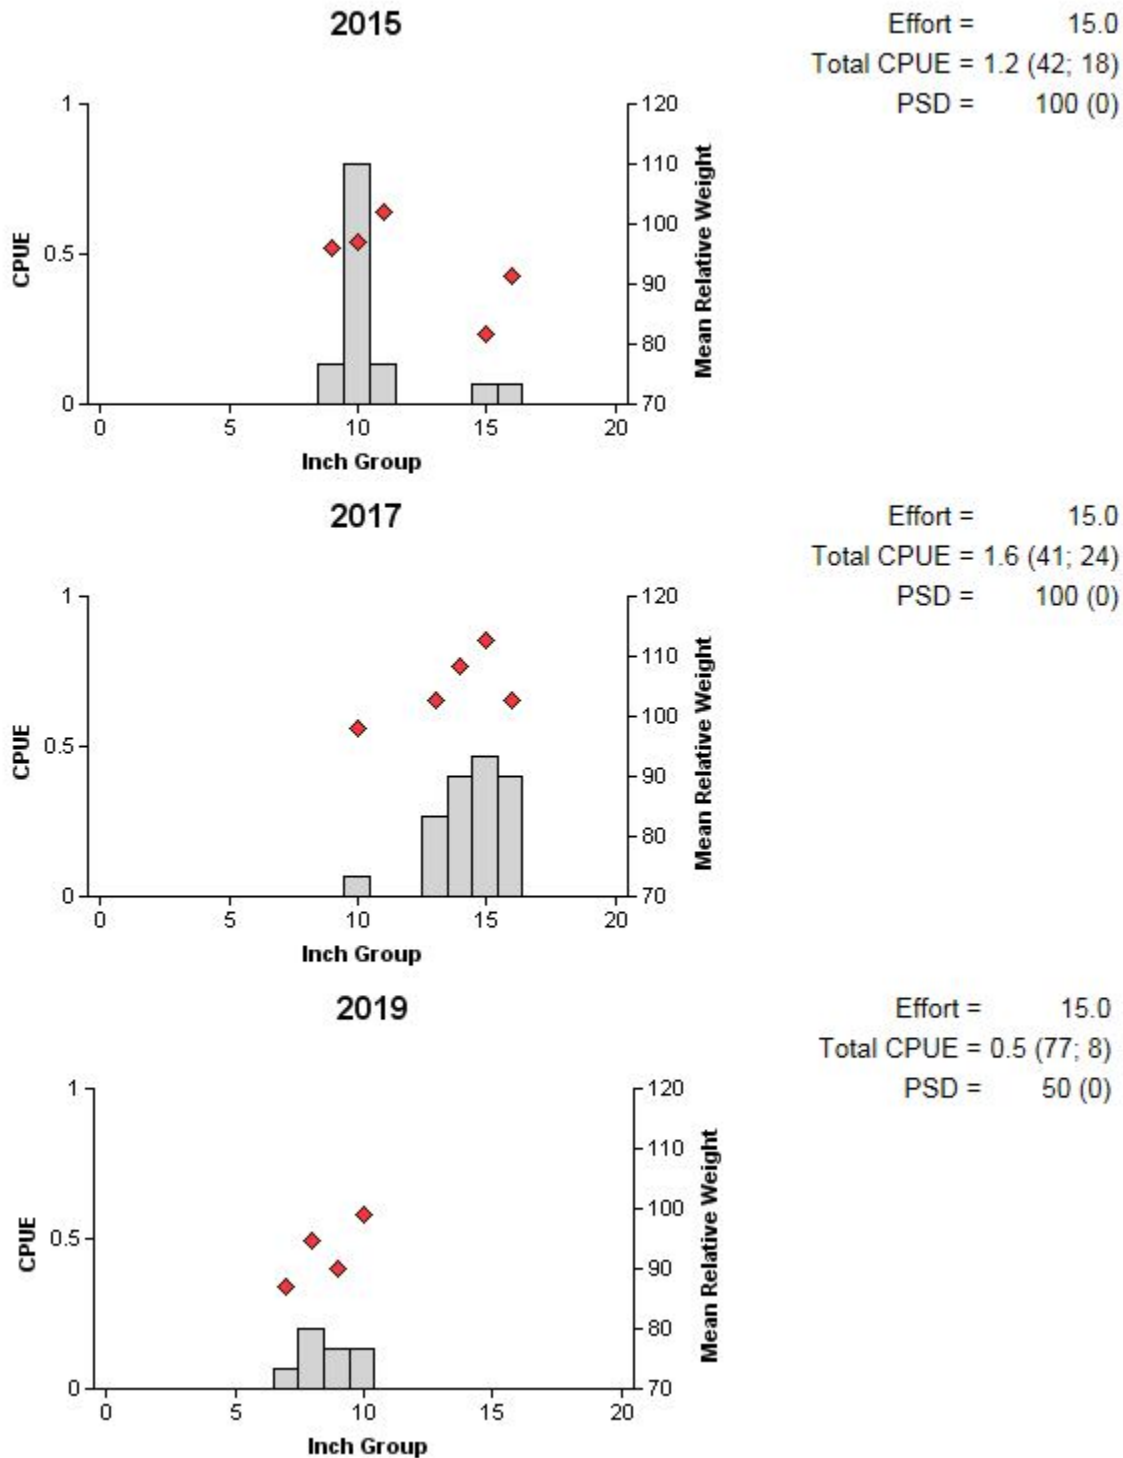 2015
Effort = 15.0
Total CPUE = 1.2 (42; 18)
PSD = 100 (0)
1
0.5
0
CPUE
120
110
100
90
80
70
Mean Relative Weight
0 5 10 15 20
Inch Group
2017
Effort = 15.0
Total CPUE = 1.6 (41; 24)
PSD = 100 (0)
1
0.5
0
CPUE
120
110
100
90
80
70
Mean Relative Weight
0 5 10 15 20
Inch Group
2019
Effort = 15.0
Total CPUE = 0.5 (77; 8)
PSD = 50 (0)
1
0.5
0
CPUE
120
110
100
90
80
70
Mean Relative Weight
0 5 10 15 20
Inch Group